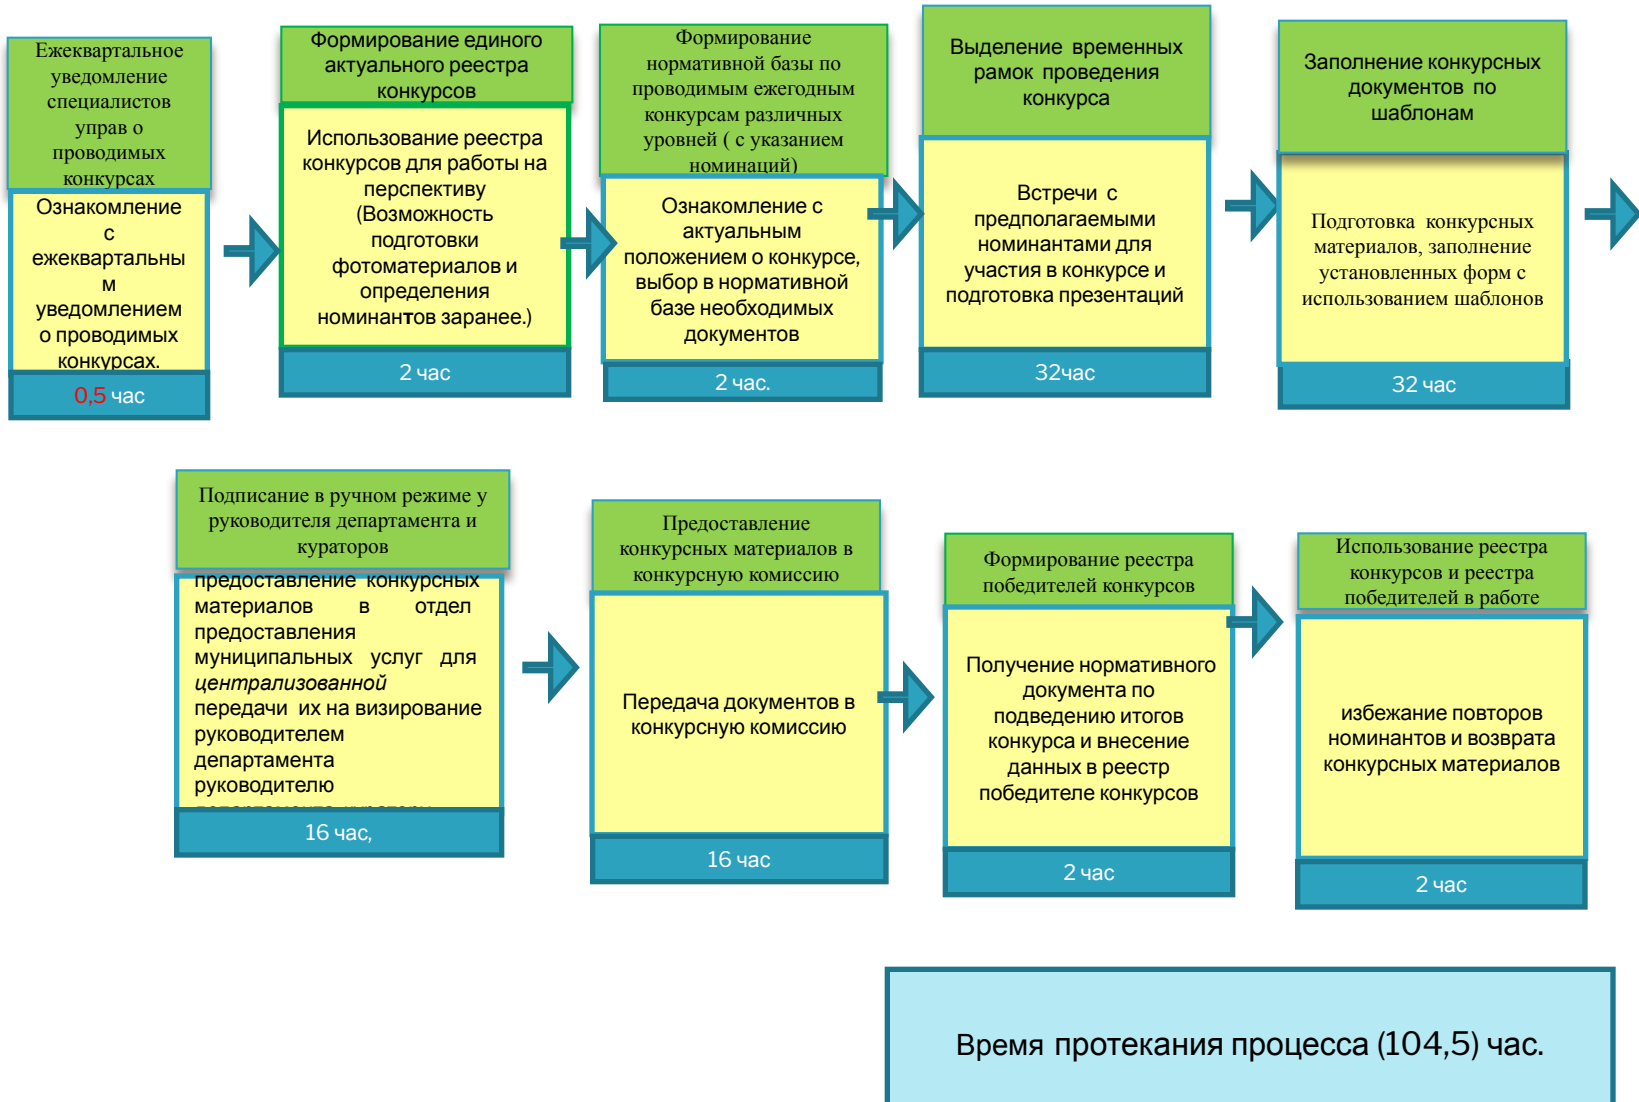 Ежеквартальное
уведомление
специалистов
управ о
проводимых
конкурсах
Ознакомление
с
ежеквартальны
м
уведомлением
о проводимых
конкурсах.
0,5 час
Формирование единого
актуального реестра
конкурсов
Использование реестра
конкурсов для работы на
перспективу
(Возможность
подготовки
фотоматериалов и
определения
номинантов заранее.)
2 час
Формирование
нормативной базы по
проводимым ежегодным
конкурсам различных
уровней ( с указанием
номинаций)
Ознакомление с
актуальным
положением о конкурсе,
выбор в нормативной
базе необходимых
документов
2 час.
Выделение временных
рамок проведения
конкурса
Встречи с
предполагаемыми
номинантами для
участия в конкурсе и
подготовка презентаций
32час
Заполнение конкурсных
документов по
шаблонам
Подготовка конкурсных
материалов, заполнение
установленных форм с
использованием шаблонов
32 час
Подписание в ручном режиме у
руководителя департамента и
кураторов
предоставление конкурсных
материалов в отдел
предоставления
муниципальных услуг для
централизованной
передачи их на визирование
руководителем
департамента
руководителю
16 час,
Предоставление
конкурсных материалов в
конкурсную комиссию
Передача документов в
конкурсную комиссию
16 час
Формирование реестра
победителей конкурсов
Получение нормативного
документа по
подведению итогов
конкурса и внесение
данных в реестр
победителе конкурсов
2 час
Использование реестра
конкурсов и реестра
победителей в работе
избежание повторов
номинантов и возврата
конкурсных материалов
2 час
Время протекания процесса (104,5) час.